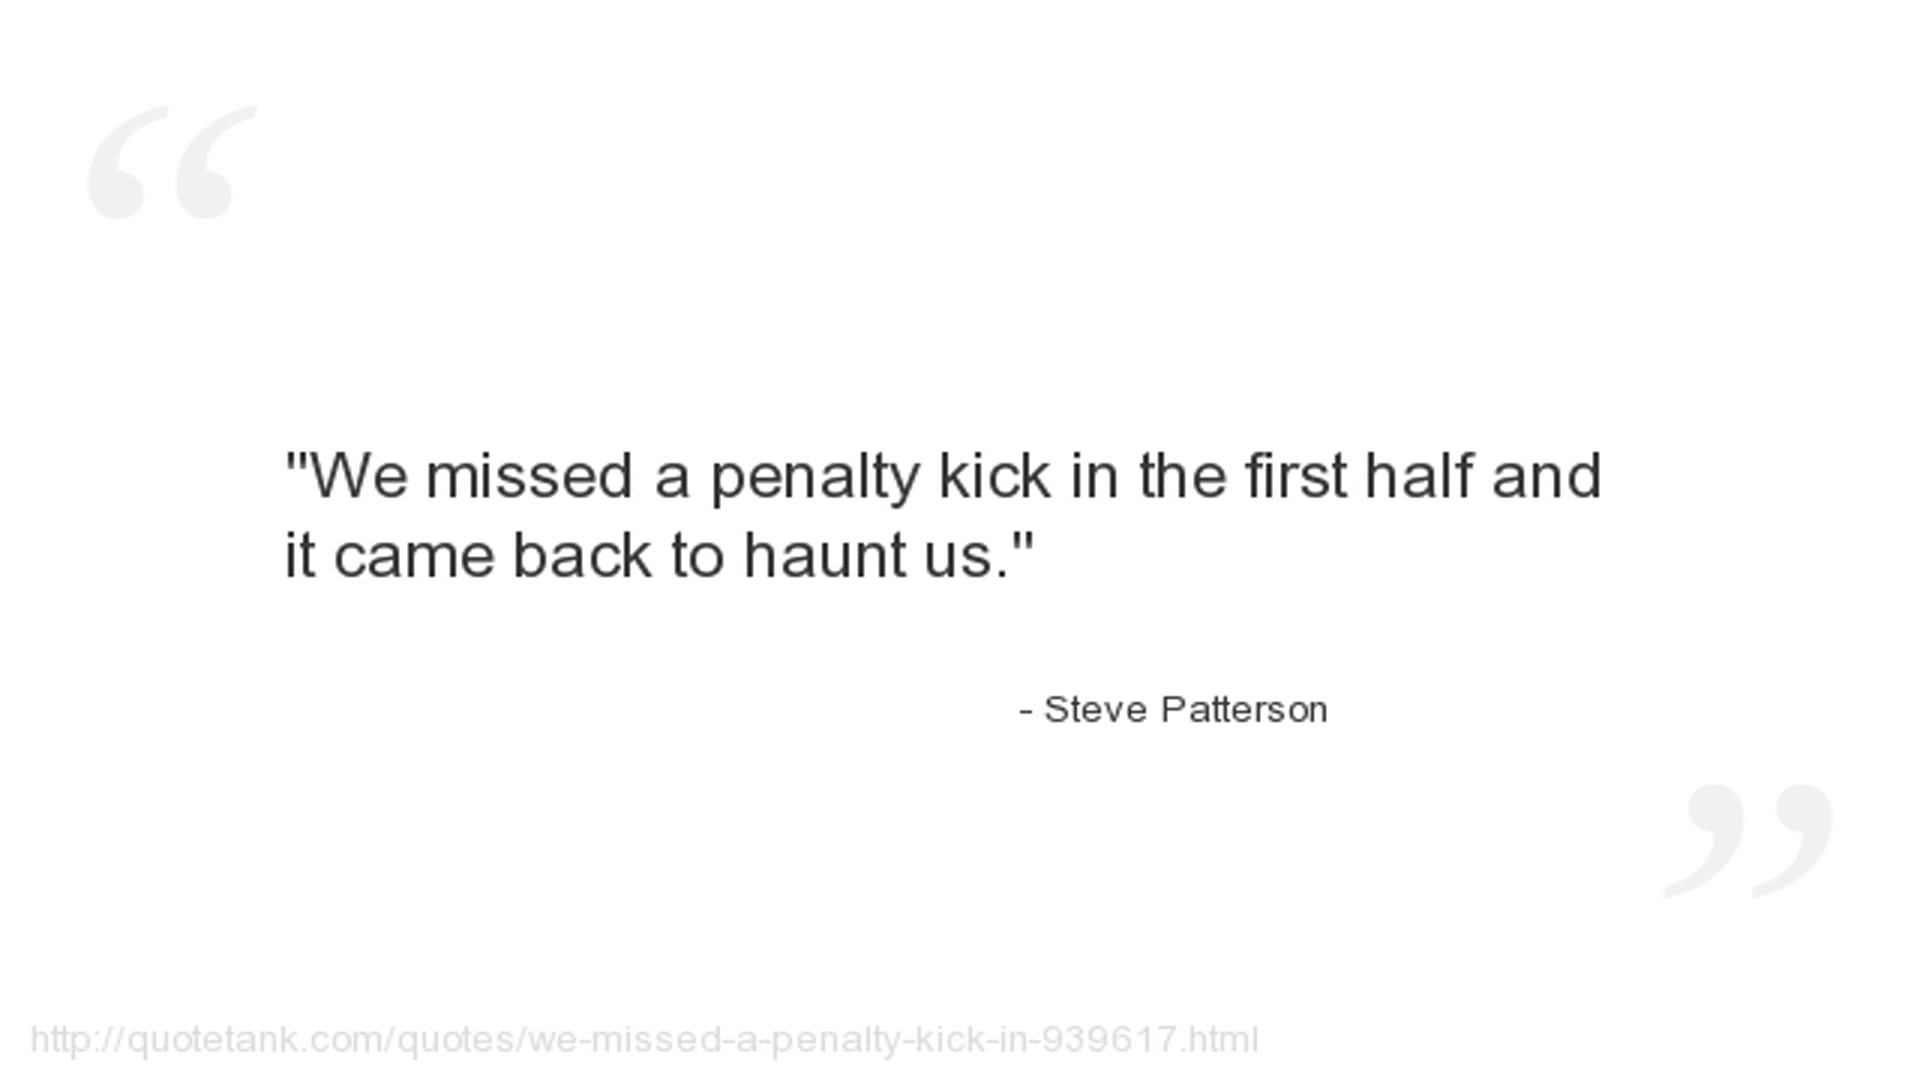 "We missed a penalty kick in the first half and
it came back to haunt us."
- Steve Patterson
http://quotetank.com/quotes/we-missed-a-penalty-kick-in-939617.html